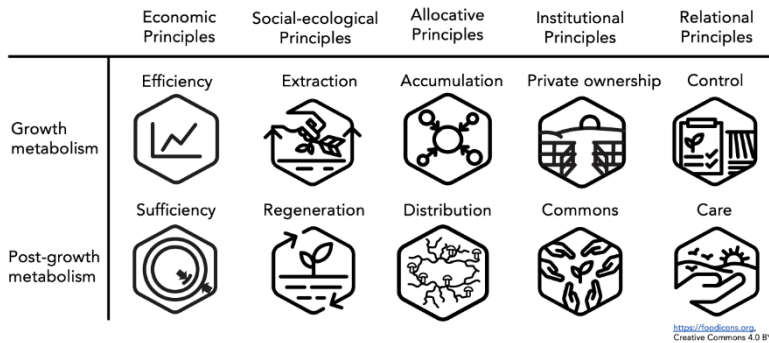 Economic
Principles
Social-ecological
Principles
Allocative
Principles
Institutional
Principles
Relational
Principles
Growth
metabolism
Efficiency
Extraction
Accumulation
Private ownership
Control
Post-growth
metabolism
Sufficiency
Regeneration
Distribution
Commons
Care
https://foodicons.org,
Creative Commons 4.0 BY